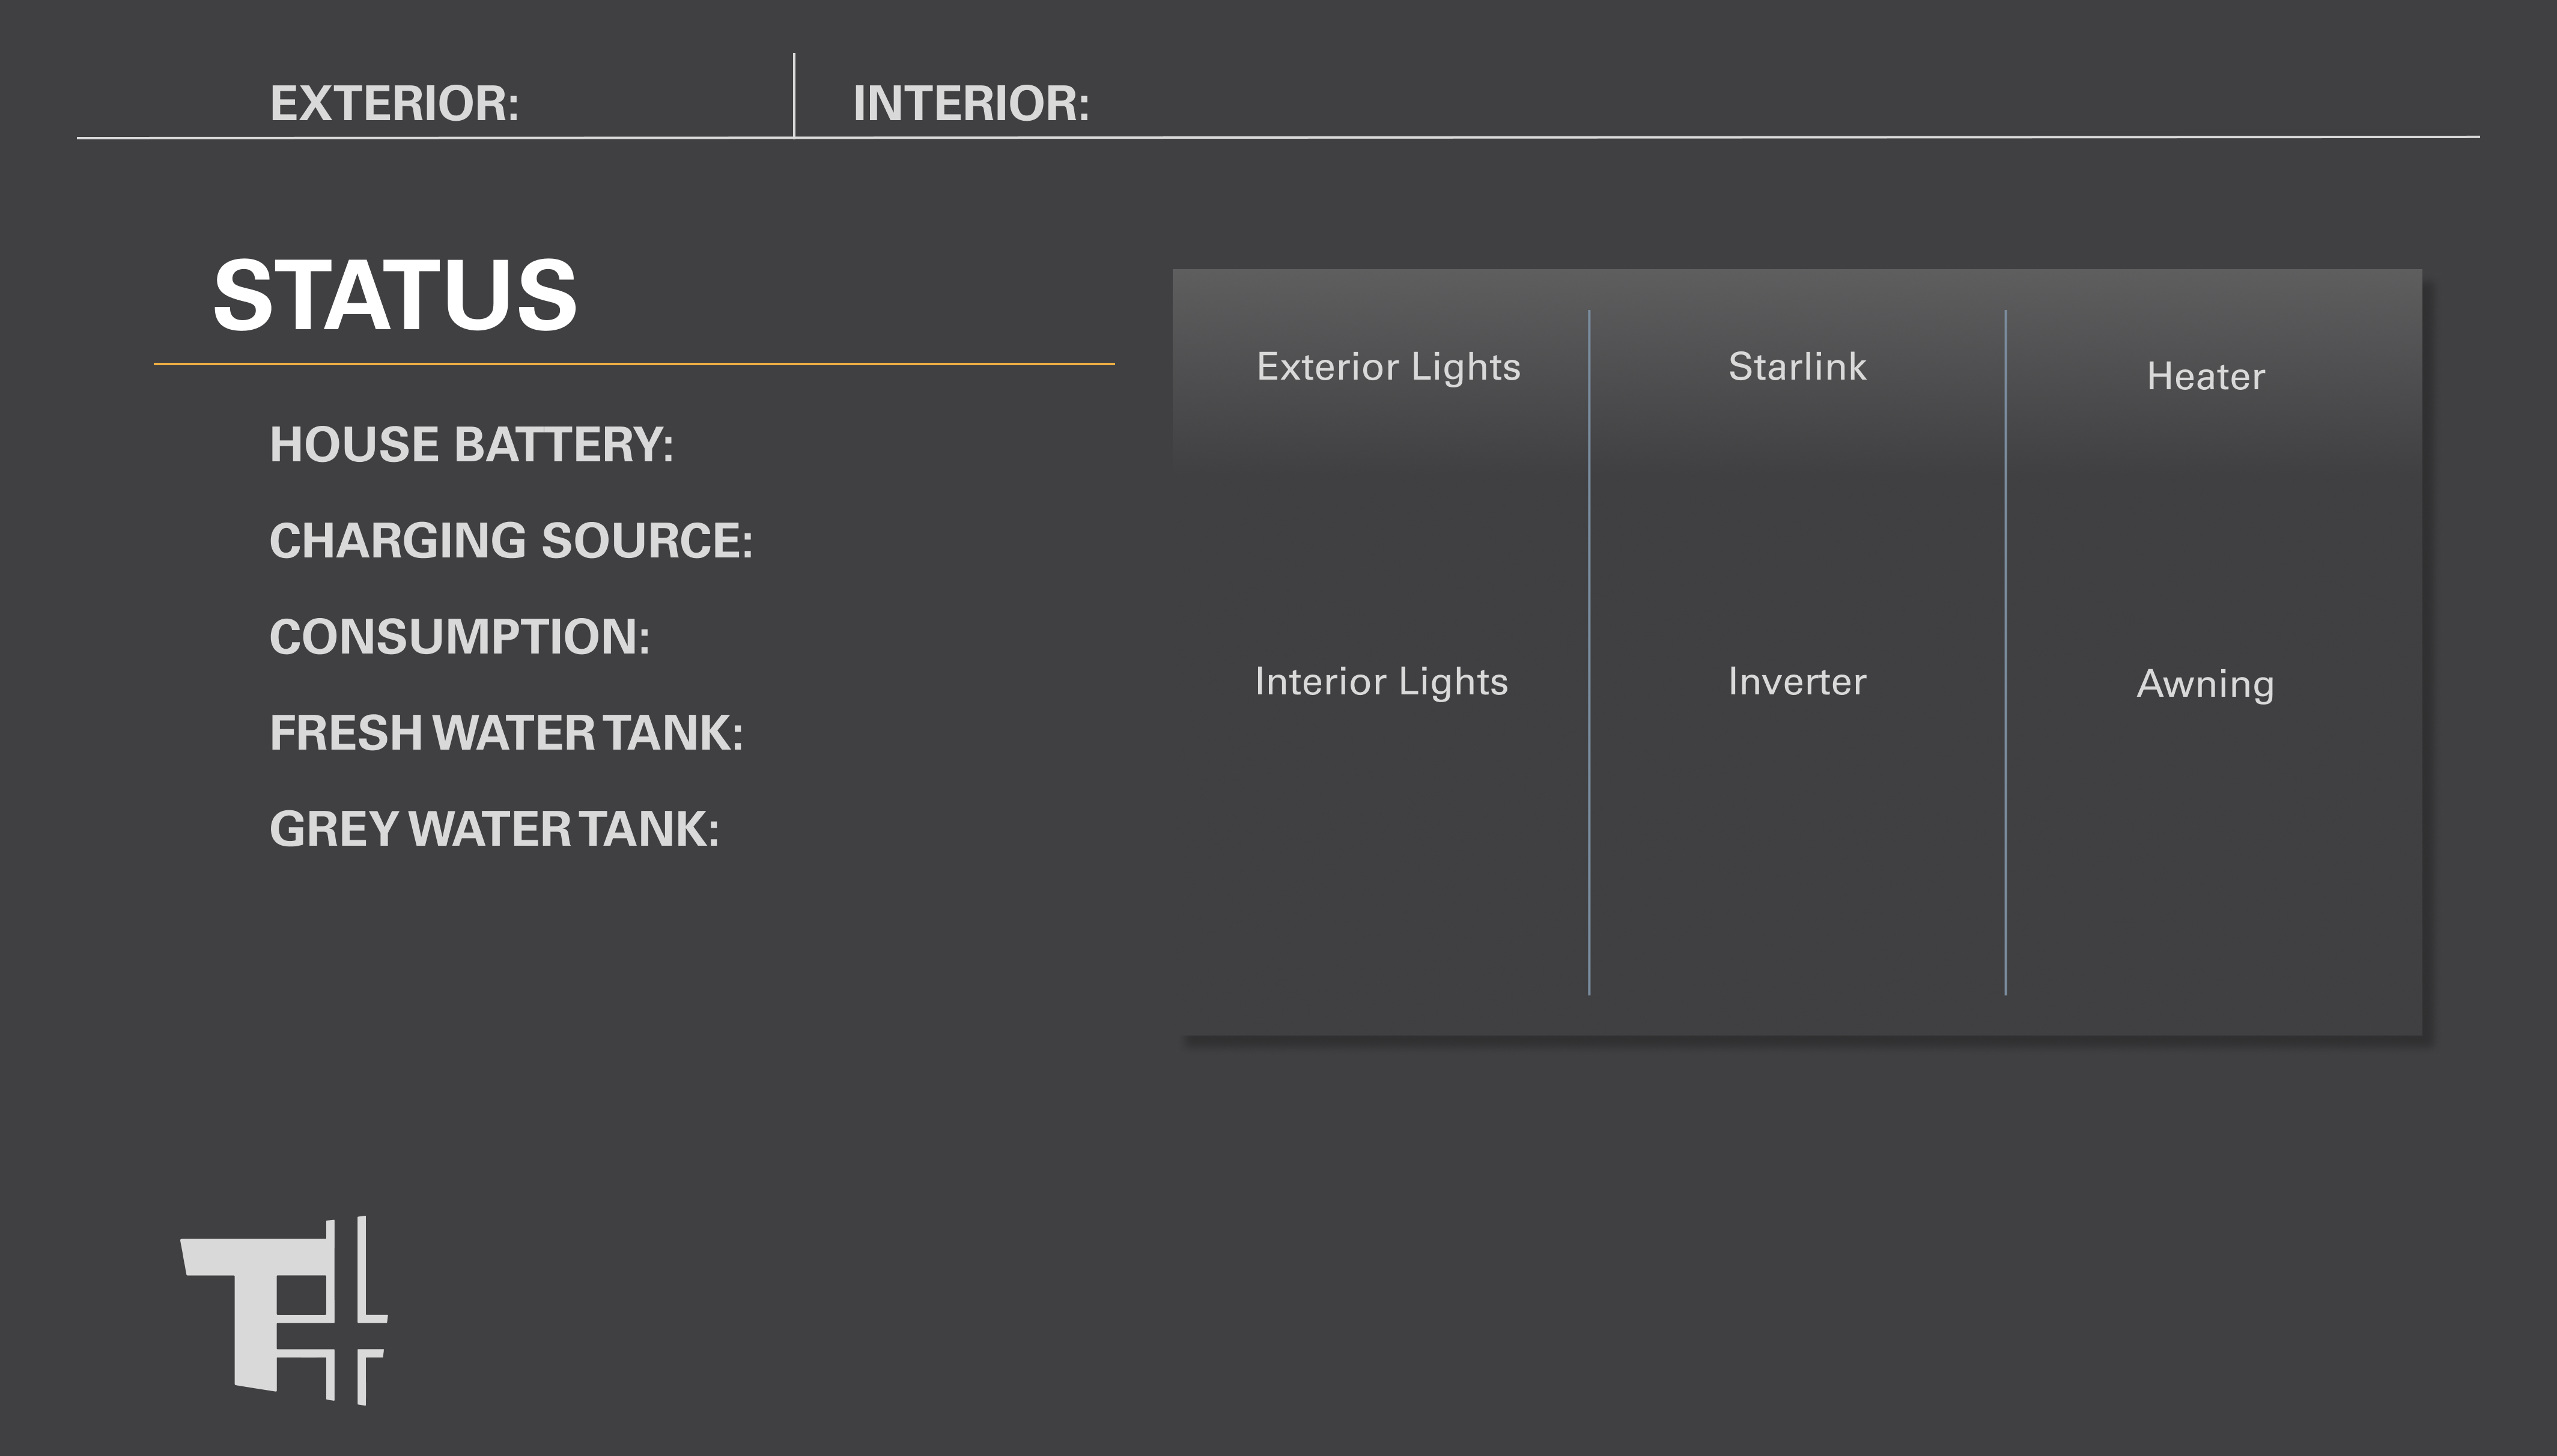 EXTERIOR:
INTERIOR:
STATUS
HOUSE BATTERY:
CHARGING SOURCE:
CONSUMPTION:
FRESH WATER TANK:
GREY WATER TANK:
Exterior Lights
Starlink
Heater
Interior Lights
Inverter
Awning